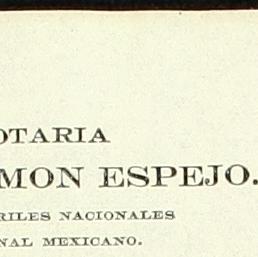 OTARIA
MON ESPEJO.
RILES NACIONALES
NAL MEXICANO.